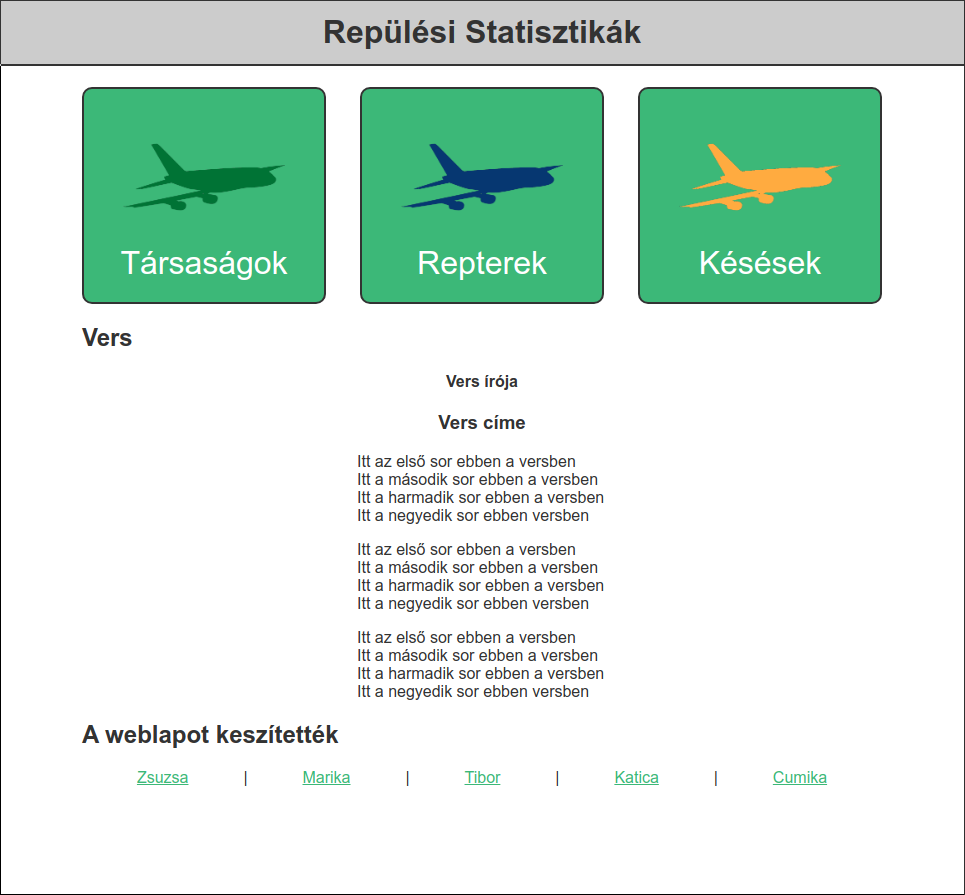 Repülési Statisztikák
Társaságok
Repterek
Késések
Vers
Vers írója
Vers címe
Itt az első sor ebben a versben
Itt a második sor ebben a versben
Itt a harmadik sor ebben a versben
Itt a negyedik sor ebben versben
Itt az első sor ebben a versben
Itt a második sor ebben a versben
Itt a harmadik sor ebben a versben
Itt a negyedik sor ebben versben
Itt az első sor ebben a versben
Itt a második sor ebben a versben
Itt a harmadik sor ebben a versben
Itt a negyedik sor ebben versben
A weblapot keszítették
Zsuzsa | Marika | Tibor | Katica | Cumika